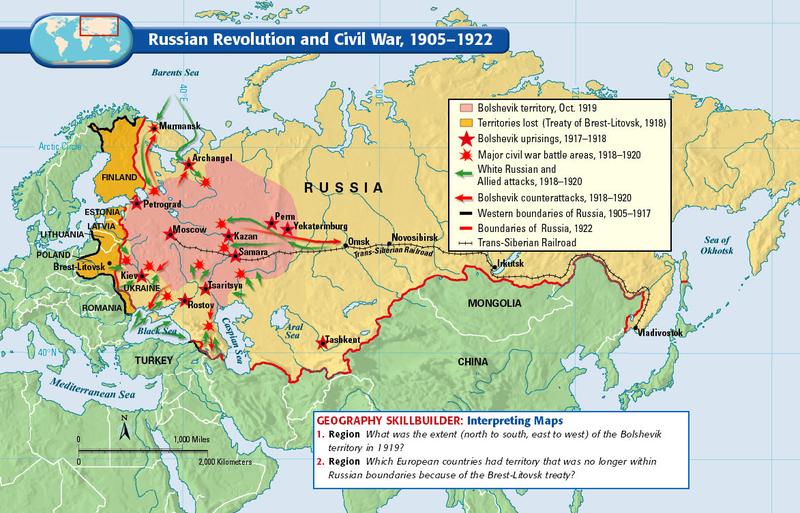 Russian Revolution and Civil War, 1905–1922
Barents Sea
40°E
80°E
Arctic Circle
Murmansk
Archangel
FINLAND
RUSSIA
ESTONIA
Petrograd
LATVIA
LITHUANIA
Moscow
Perm
Yekaterinburg
Kazan
Omsk
Novosibirsk
POLAND
Samara
Trans-Siberian Railroad
Brest-Litovsk
Kiev
UKRAINE
Tsaritsyn
Irkutsk
ROMANIA
Rostov
MONGOLIA
Sea of
Okhotsk
Black Sea
Caspian Sea
Aral
Sea
Tashkent
Vladivostok
40°N
TURKEY
CHINA
Mediterranean Sea
Bolshevik territory, Oct. 1919
Territories lost (Treaty of Brest-Litovsk, 1918)
Bolshevik uprisings, 1917–1918
Major civil war battle areas, 1918–1920
White Russian and
Allied attacks, 1918–1920
Bolshevik counterattacks, 1918–1920
Western boundaries of Russia, 1905–1917
Boundaries of Russia, 1922
Trans-Siberian Railroad
N
0 1,000 Miles
0 2,000 Kilometers
GEOGRAPHY SKILLBUILDER: Interpreting Maps
1. Region What was the extent (north to south, east to west) of the Bolshevik
territory in 1919?
2. Region Which European countries had territory that was no longer within
Russian boundaries because of the Brest-Litovsk treaty?